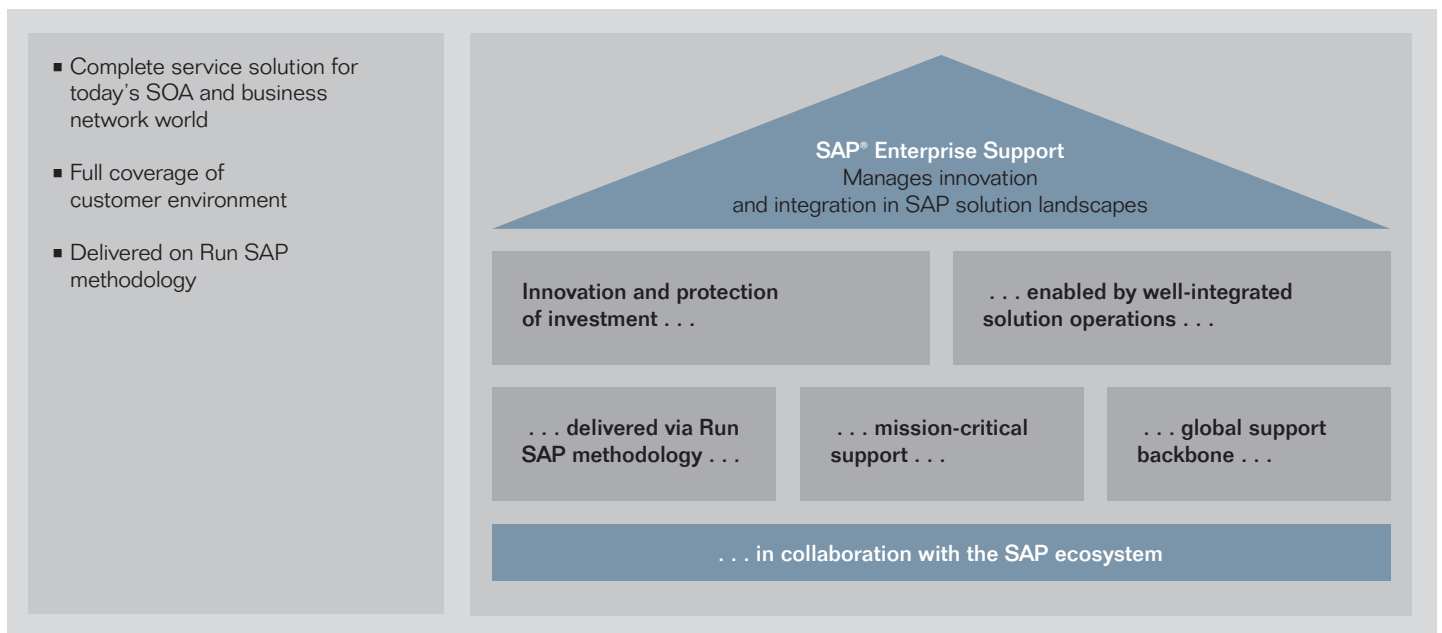 ▪ Complete service solution for
today's SOA and business
network world
▪ Full coverage of
customer environment
▪ Delivered on Run SAP
methodology
SAP® Enterprise Support
Manages innovation
and integration in SAP solution landscapes
Innovation and protection
of investment . . .
. . . enabled by well-integrated
solution operations . . .
. . . delivered via Run
SAP methodology . . .
. . . mission-critical
support . . .
. . . global support
backbone . . .
. . . in collaboration with the SAP ecosystem